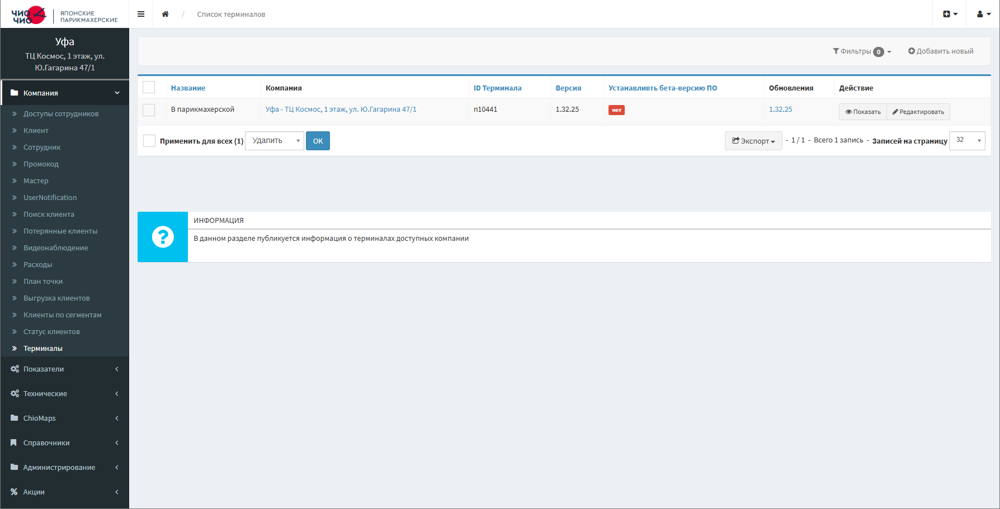 ЧИО ЧИО
ЯПОНСКИЕ ПАРИКМАХЕРСКИЕ
/ Список терминалов
Уфа
ТЦ Космос, 1 этаж, ул.
Ю.Гагарина 47/1
Компания
Доступы сотрудников
Клиент
Сотрудник
Промокод
Мастер
UserNotification
Поиск клиента
Потерянные клиенты
Видеонаблюдение
Расходы
План точки
Выгрузка клиентов
Клиенты по сегментам
Статус клиентов
Терминалы
Показатели
Технические
ChioMaps
Справочники
Администрирование
Акции
Фильтры 0 Добавить новый
Название Компания ID Терминала Версия Устанавливть бета-версию ПО Обновления Действие
В парикмахерской Уфа - ТЦ Космос, 1 этаж, ул. Ю.Гагарина 47/1 n10441 1.32.25 нет 1.32.25 Показать Редактировать
Применить для всех (1) Удалить OK Экспорт - 1 / 1 - Всего 1 запись - Записей на страницу 32
ИНФОРМАЦИЯ
В данном разделе публикуется информация о терминалах доступных компании